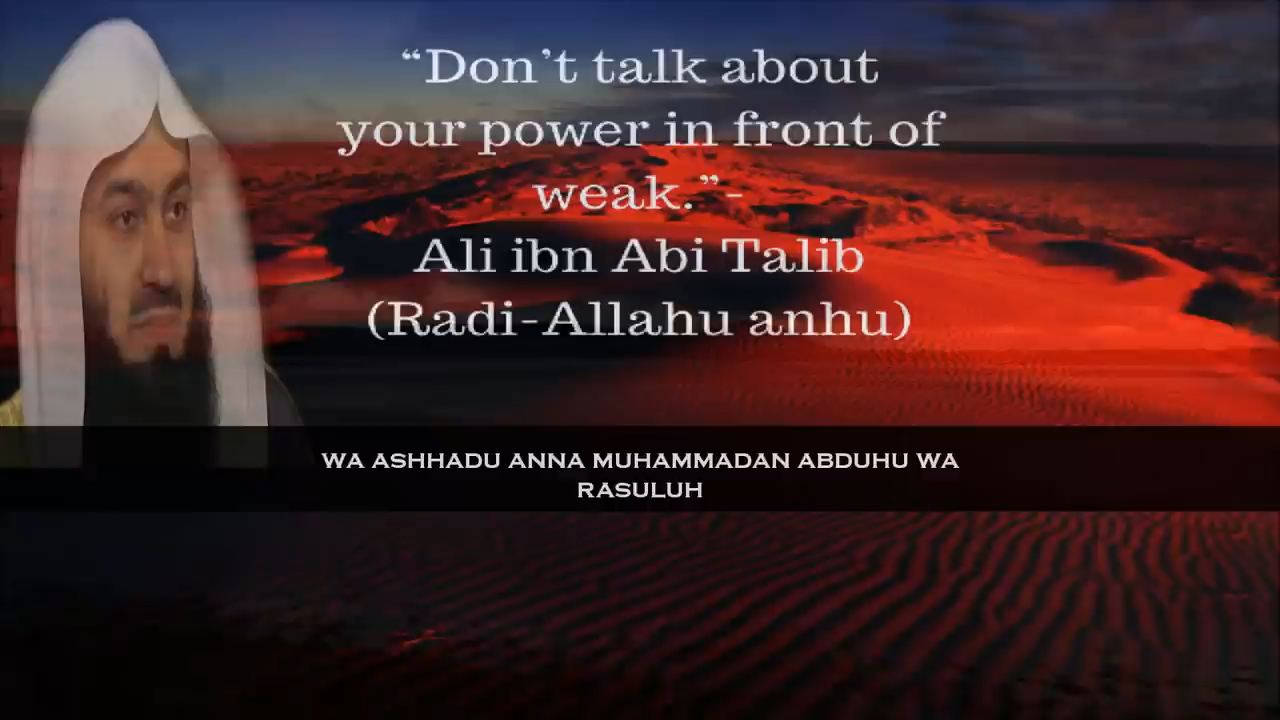 “Don’t talk about
your power in front of
weak.”-
Ali ibn Abi Talib
(Radi-Allahu anhu)
WA ASHHADU ANNA MUHAMMADAN ABDUHU WA
RASULUH